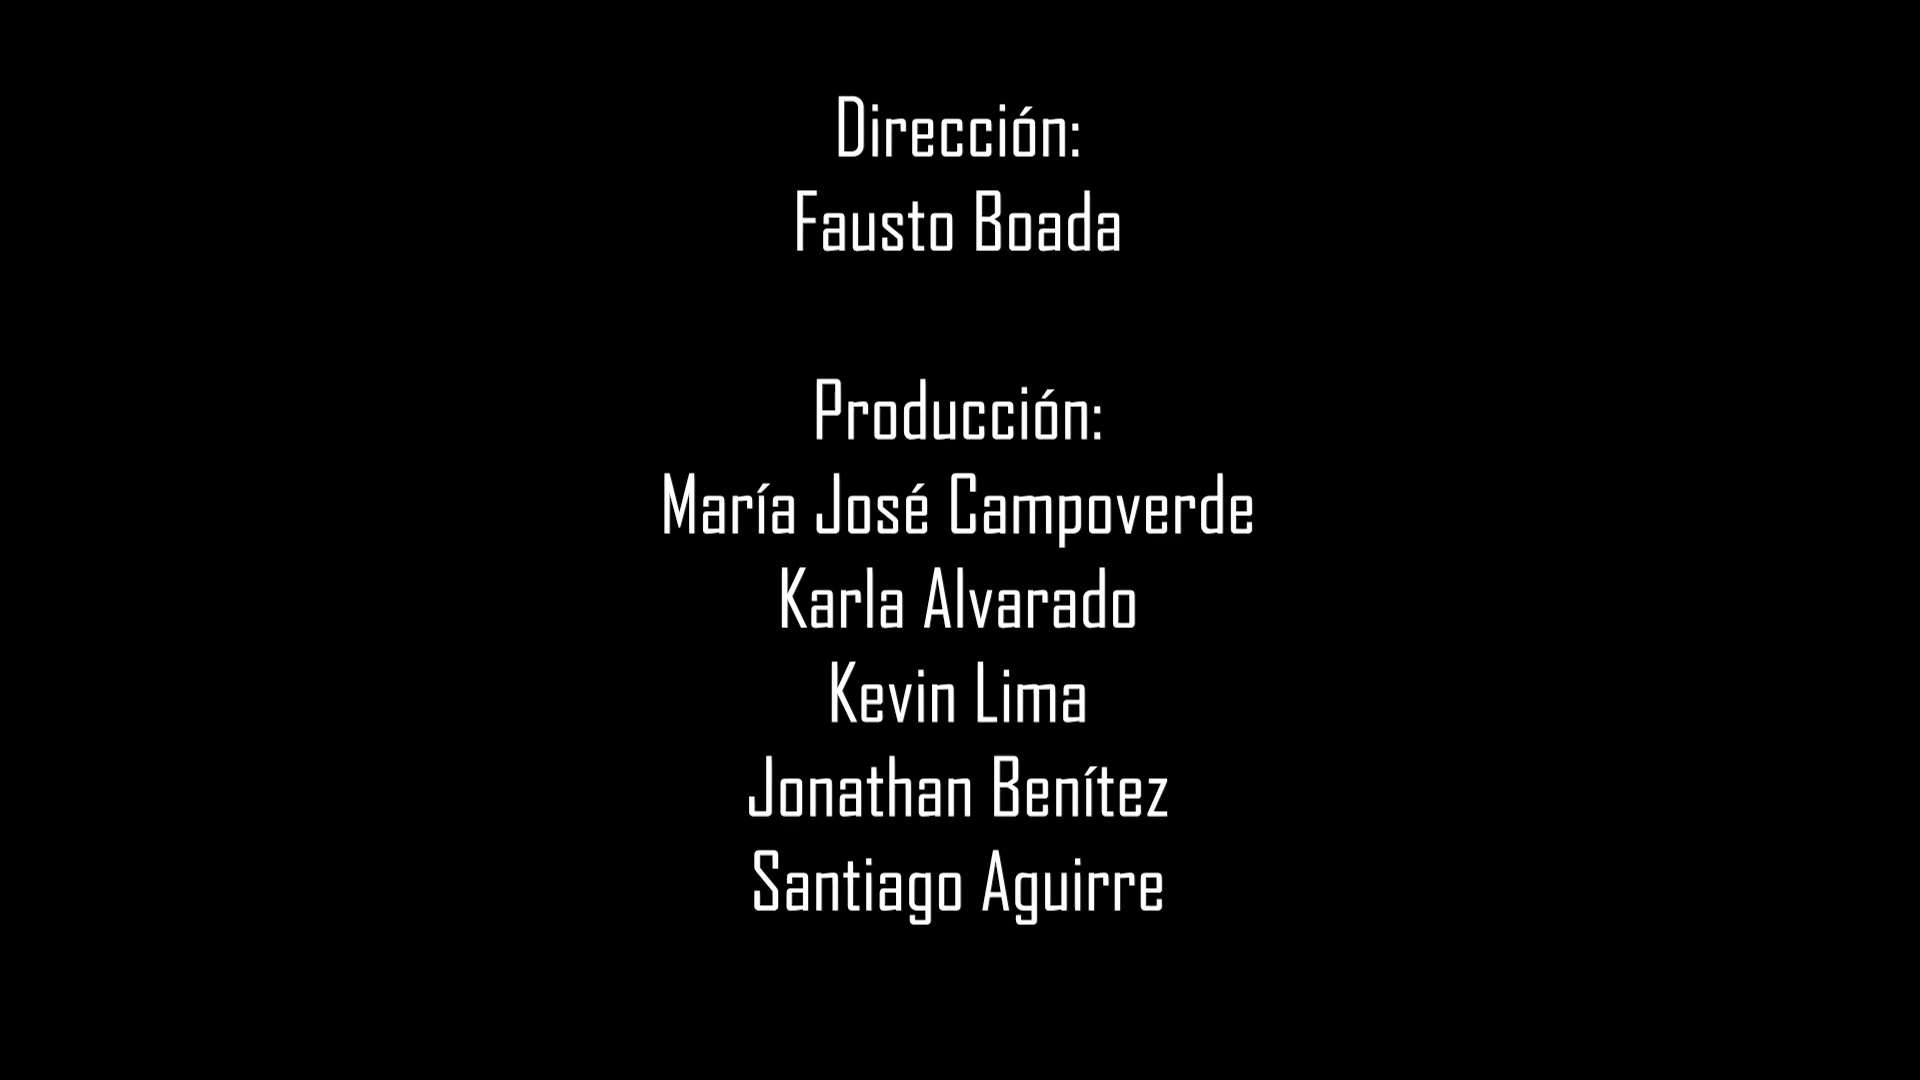 Dirección:
Fausto Boada
Producción:
María José Campoverde
Karla Alvarado
Kevin Lima
Jonathan Benítez
Santiago Aguirre